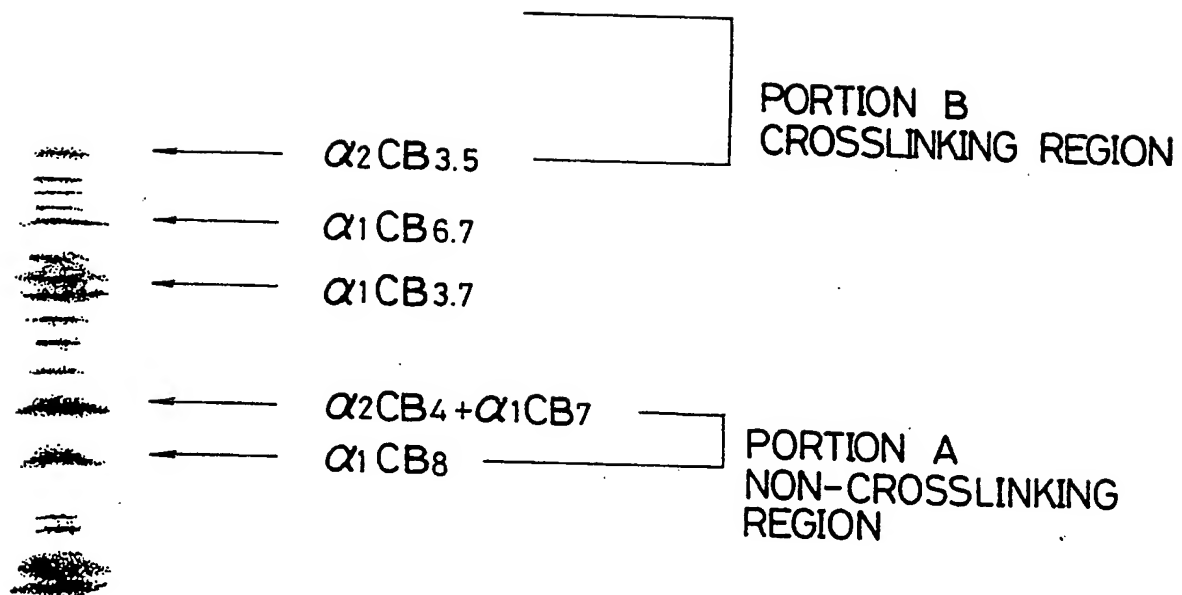 PORTION B
CROSSLINKING REGION
α2CB3.5
α1CB6.7
α1CB3.7
α2CB4+α1CB7
α1CB8
PORTION A
NON-CROSSLINKING
REGION